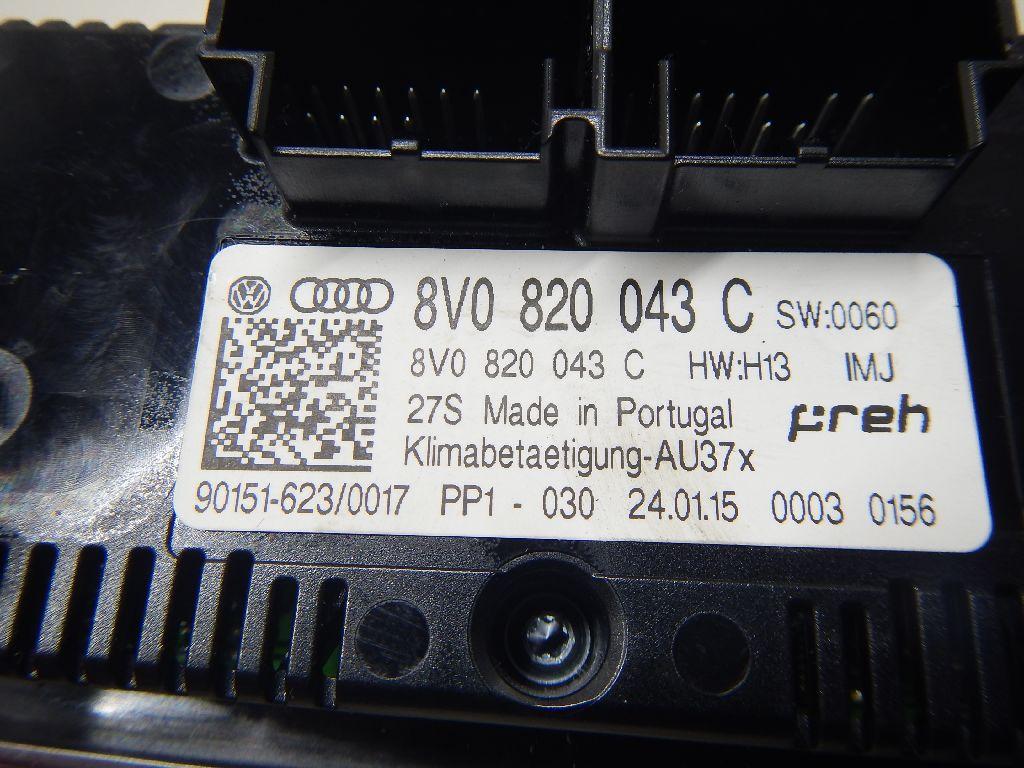 8V0 820 043 C SW:0060
8V0 820 043 C HW:H13 IMJ
27S Made in Portugal preh
Klimabetaetigung-AU37x
90151-623/0017 PP1 - 030 24.01.15 0003 0156